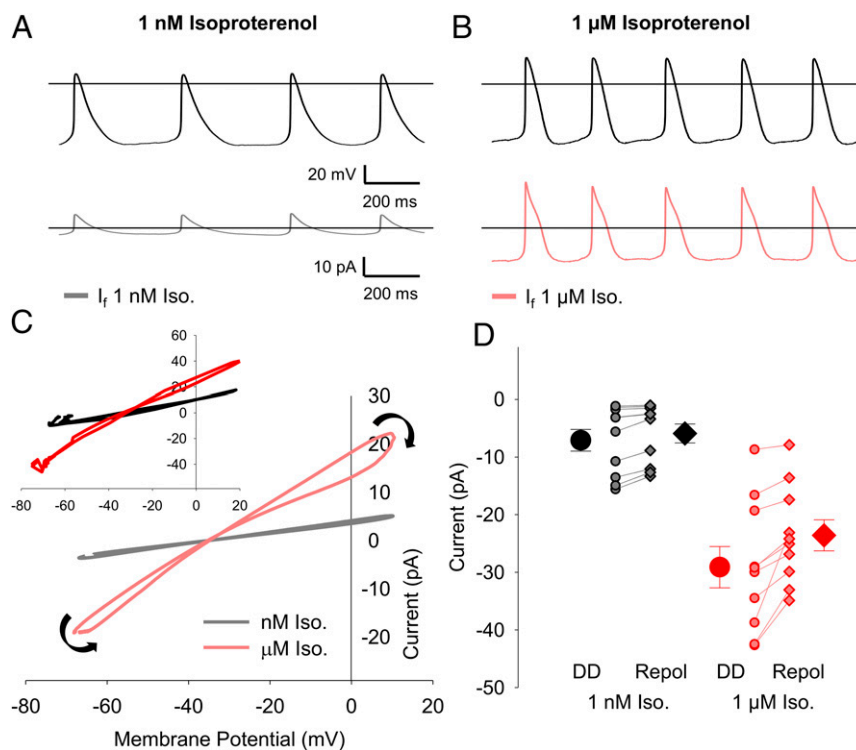 A
1 nM Isoproterenol
20 mV
200 ms
10 pA
200 ms
I_f 1 nM Iso.
B
1 µM Isoproterenol
I_f 1 µM Iso.
C
60
40
20
0
-20
-40
-80 -60 -40 -20 0 20
30
20
10
0
-10
-20
Current (pA)
nM Iso.
µM Iso.
-80 -60 -40 -20 0 20
Membrane Potential (mV)
D
0
-10
-20
-30
-40
-50
Current (pA)
DD Repol DD Repol
1 nM Iso. 1 µM Iso.